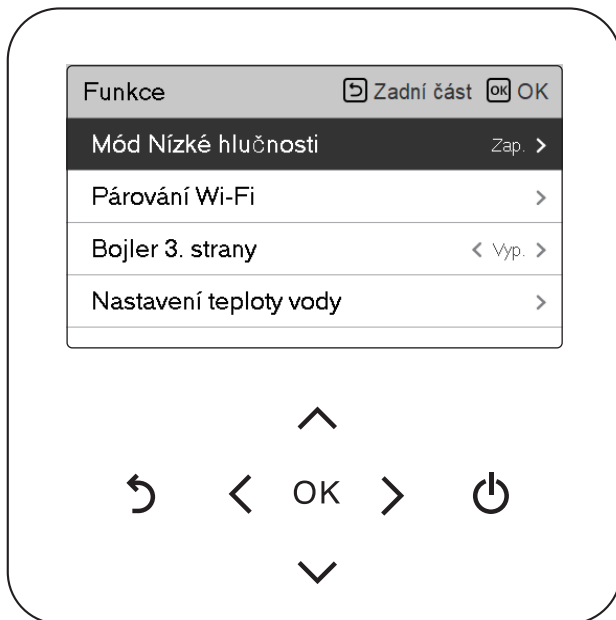 Funkce Zadní část OK OK
Mód Nízké hlučnosti Zap. >
Párování Wi-Fi >
Bojler 3. strany < Vyp. >
Nastavení teploty vody >
OK